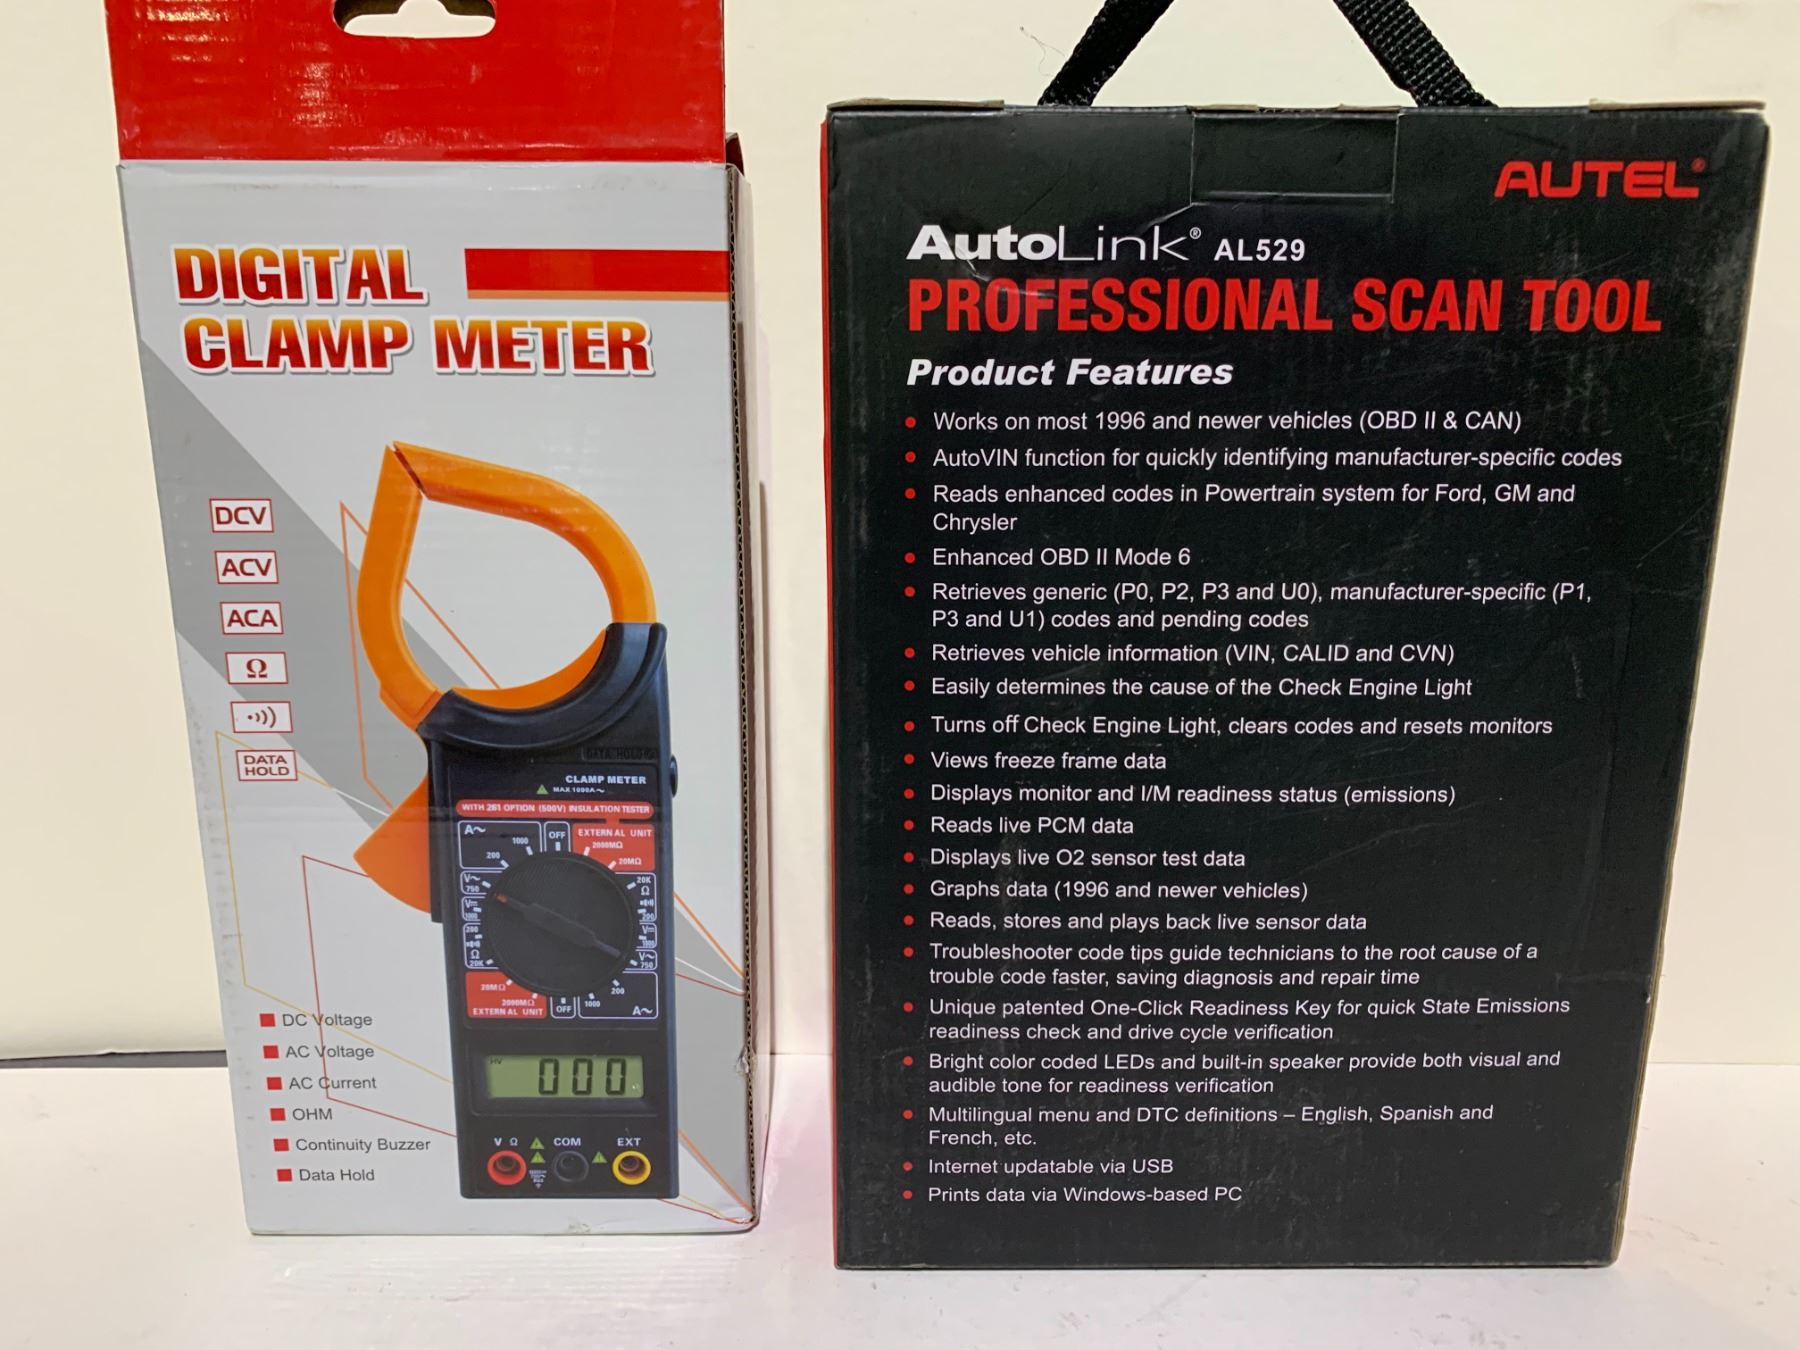 DIGITAL
CLAMP METER
DCV
ACV
ACA
Ω
DATA
HOLD
DC Voltage
AC Voltage
AC Current
OHM
Continuity Buzzer
Data Hold
DATA HOLD
CLAMP METER
MAX 1000A~
WITH 261 OPTION (500V) INSULATION TESTER
A~
1000
200
OFF
EXTERNAL UNIT
2000MΩ
20MΩ
V~
750
V
1000
200
Ω
20K
20K
Ω
200
V
1000
V~
750
20MΩ
2000MΩ
EXTERNAL UNIT
OFF
1000
200
A~
HV
000
V Ω
COM
EXT
AUTEL®
AutoLink® AL529
PROFESSIONAL SCAN TOOL
Product Features
• Works on most 1996 and newer vehicles (OBD II & CAN)
• AutoVIN function for quickly identifying manufacturer-specific codes
• Reads enhanced codes in Powertrain system for Ford, GM and
Chrysler
• Enhanced OBD II Mode 6
• Retrieves generic (P0, P2, P3 and U0), manufacturer-specific (P1,
P3 and U1) codes and pending codes
• Retrieves vehicle information (VIN, CALID and CVN)
• Easily determines the cause of the Check Engine Light
• Turns off Check Engine Light, clears codes and resets monitors
• Views freeze frame data
• Displays monitor and I/M readiness status (emissions)
• Reads live PCM data
• Displays live O2 sensor test data
• Graphs data (1996 and newer vehicles)
• Reads, stores and plays back live sensor data
• Troubleshooter code tips guide technicians to the root cause of a
trouble code faster, saving diagnosis and repair time
• Unique patented One-Click Readiness Key for quick State Emissions
readiness check and drive cycle verification
• Bright color coded LEDs and built-in speaker provide both visual and
audible tone for readiness verification
• Multilingual menu and DTC definitions – English, Spanish and
French, etc.
• Internet updatable via USB
• Prints data via Windows-based PC